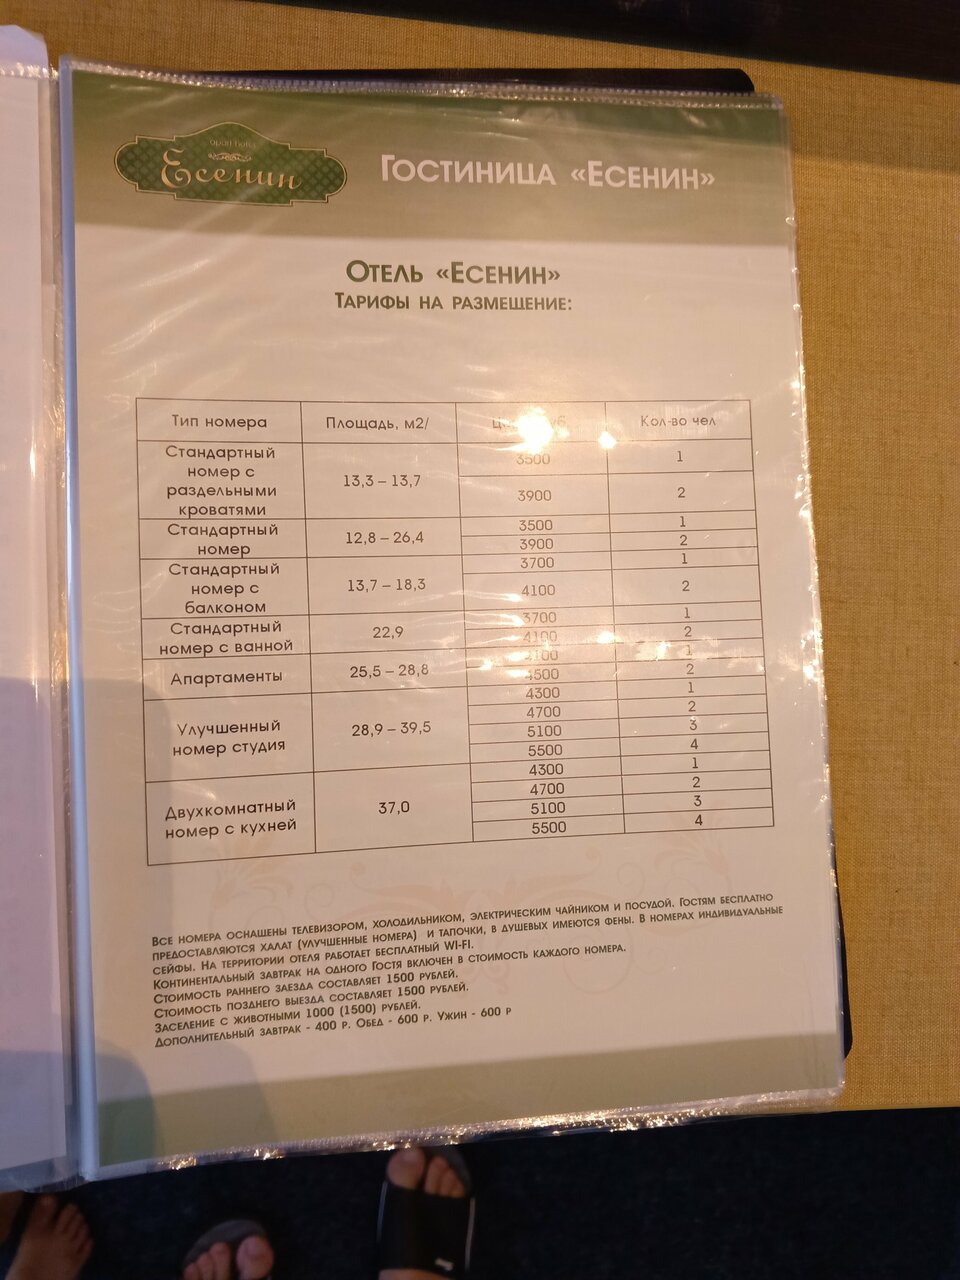 Есенин
Гостиница «Есенин»
Отель «Есенин»
Тарифы на размещение:
Тип номера Площадь, м2/ Кол-во чел
Стандартный номер с раздельными кроватями 13,3 – 13,7 3500 1
3900 2
Стандартный номер 12,8 – 26,4 3500 1
3900 2
Стандартный номер с балконом 13,7 – 18,3 3700 1
4100 2
Стандартный номер с ванной 22,9 3700 1
4100 2
Апартаменты 25,5 – 28,8 4100 1
4500 2
Улучшенный номер студия 28,9 – 39,5 4300 1
4700 2
5100 3
5500 4
Двухкомнатный номер с кухней 37,0 4300 1
4700 2
5100 3
5500 4
Все номера оснащены телевизором, холодильником, электрическим чайником и посудой. Гостям бесплатно
предоставляются халат (улучшенные номера) и тапочки, в душевых имеются фены. В номерах индивидуальные
сейфы. На территории отеля работает бесплатный WI-FI.
Континентальный завтрак на одного Гостя включен в стоимость каждого номера.
Стоимость раннего заезда составляет 1500 рублей.
Стоимость позднего выезда составляет 1500 рублей.
Заселение с животными 1000 (1500) рублей.
Дополнительный завтрак - 400 р. Обед - 600 р. Ужин - 600 р